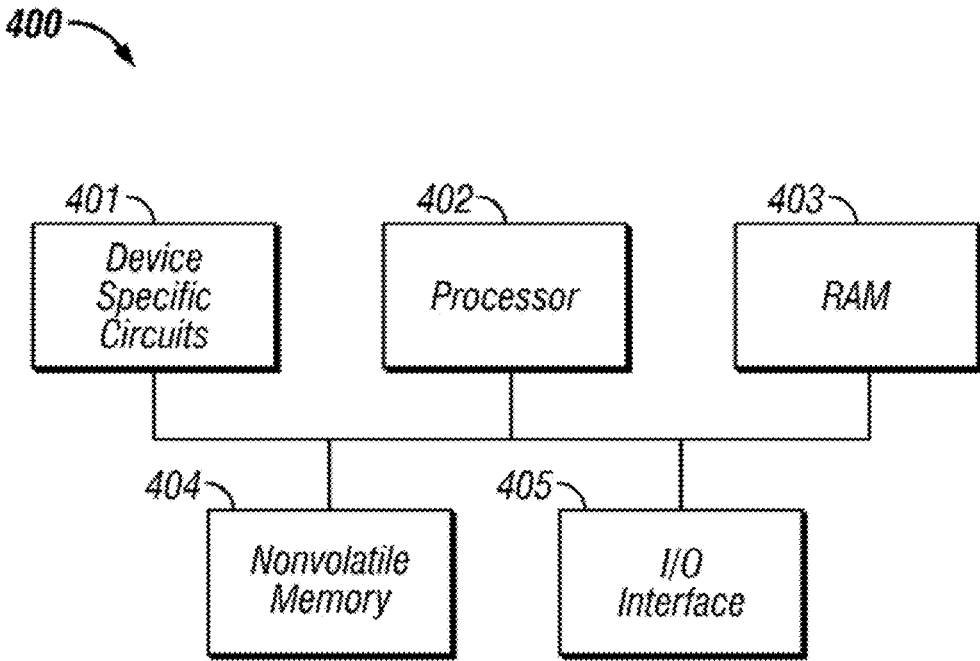 400
401
402
403
Device
Specific
Circuits
Processor
RAM
404
405
Nonvolatile
Memory
I/O
Interface